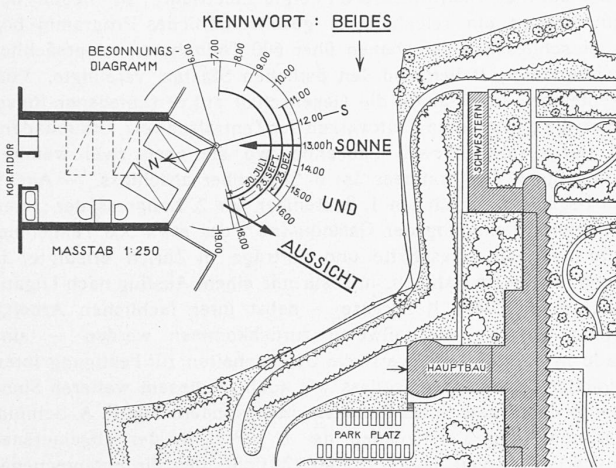 KENNWORT : BEIDES
BESONNUNGS-
DIAGRAMM
6.00
7.00
8.00
9.00
10.00
11.00
12.00
S
13.00h SONNE
14.00
15.00
16.00
18.00
19.00
30. JULI
23. SEPT.
23. DEZ.
N
UND
AUSSICHT
KORRIDOR
MASSTAB 1:250
SCHWESTERN
HAUPTBAU
PARK PLATZ